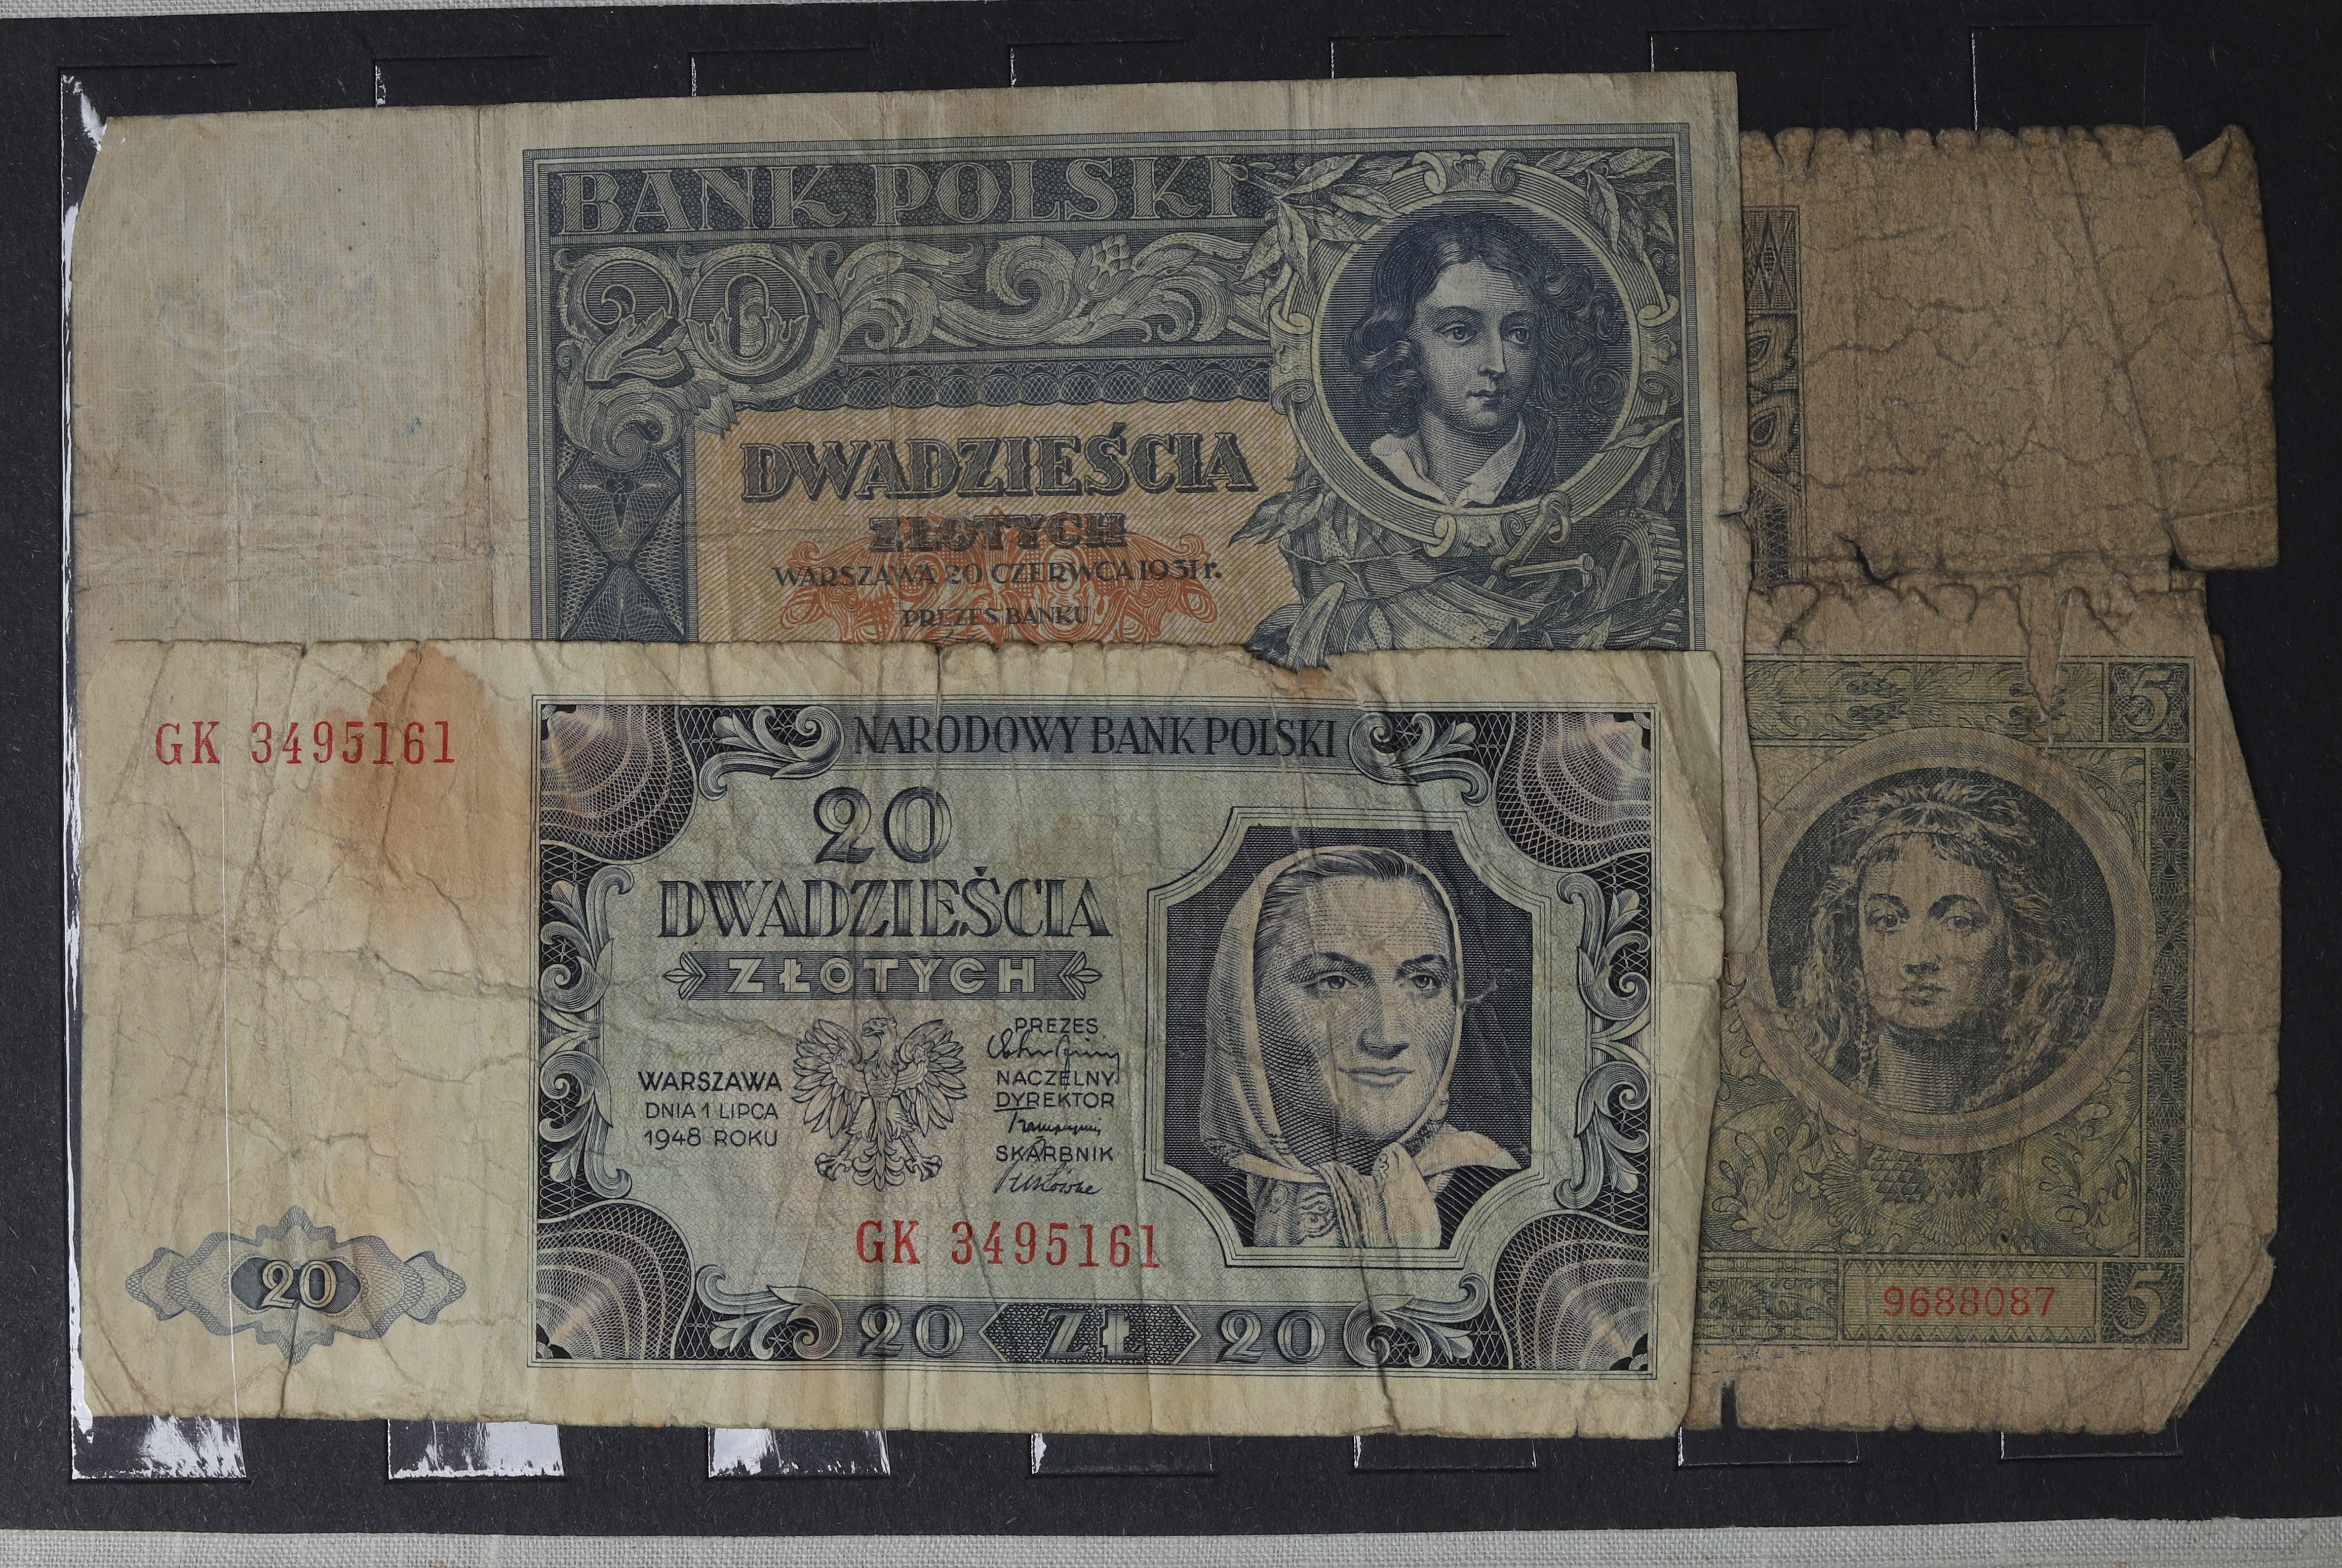 BANK POLSKI
20
DWADZIEŚCIA
ZŁOTYCH
WARSZAWA 20 CZERWCA 1931 r.
PREZES BANKU
GK 3495161
NARODOWY BANK POLSKI
20
DWADZIEŚCIA
ZŁOTYCH
PREZES
NACZELNY
DYREKTOR
SKARBNIK
WARSZAWA
DNIA 1 LIPCA
1948 ROKU
GK 3495161
20
20 ZŁ 20
5
9688087
5